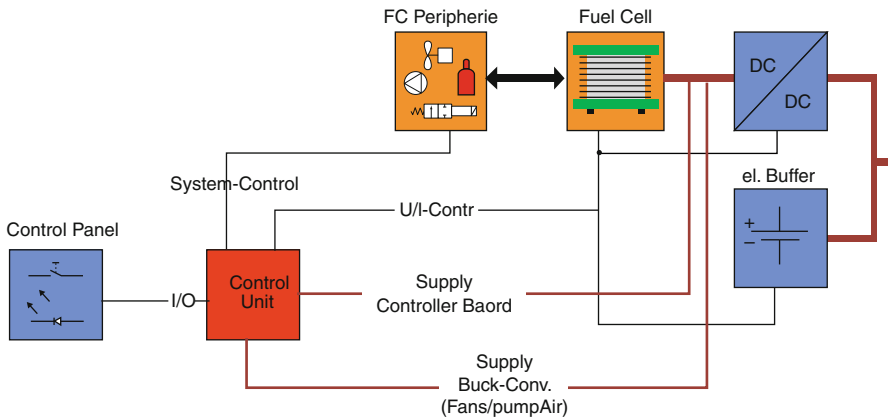 FC Peripherie
Fuel Cell
DC
DC
System-Control
el. Buffer
+
−
Control Panel
U/I-Contr
Control
Unit
I/O
Supply
Controller Baord
Supply
Buck-Conv.
(Fans/pumpAir)